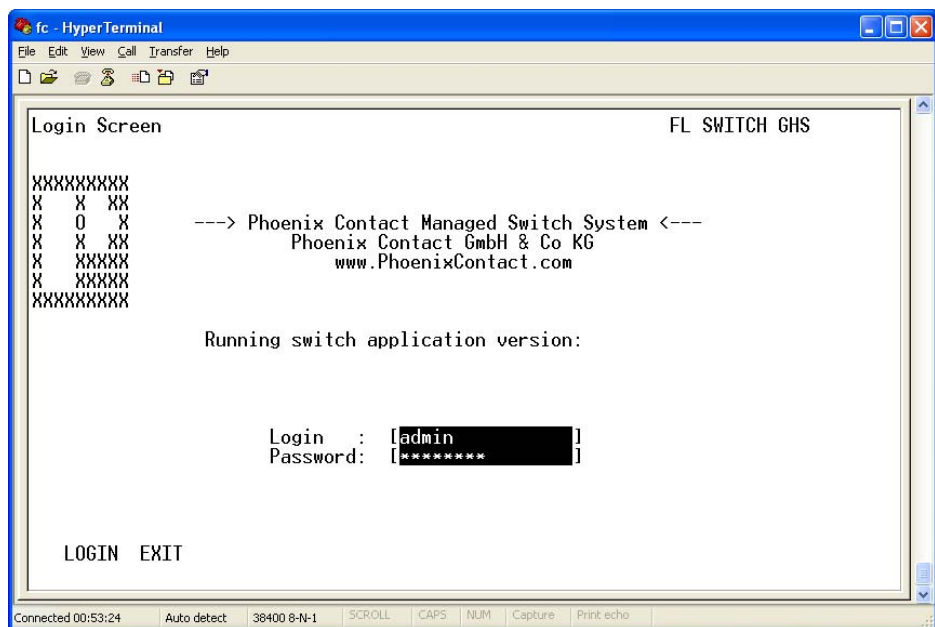 fc - HyperTerminal
File Edit View Call Transfer Help
Login Screen FL SWITCH GHS
XXXXXXXXX
X X XX
X O X ---> Phoenix Contact Managed Switch System <---
X X XX Phoenix Contact GmbH & Co KG
X XXXXX www.PhoenixContact.com
X XXXXX
XXXXXXXXX
Running switch application version:
Login : [admin ]
Password: [******** ]
LOGIN EXIT
Connected 00:53:24 Auto detect 38400 8-N-1 SCROLL CAPS NUM Capture Print echo